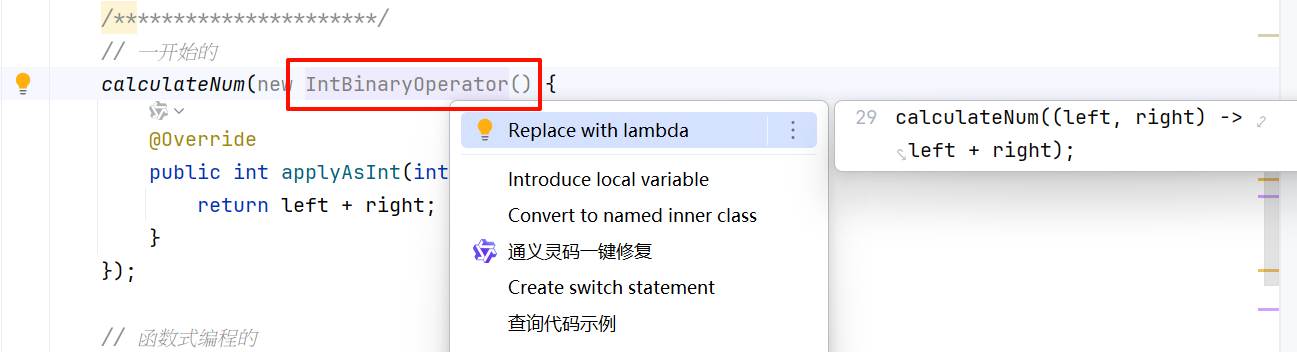 /*********************/
// 一开始的
calculateNum(new IntBinaryOperator() {
@Override
public int applyAsInt(int
return left + right;
}
});
// 函数式编程的
Replace with lambda
Introduce local variable
Convert to named inner class
通义灵码一键修复
Create switch statement
查询代码示例
29 calculateNum((left, right) ->
left + right);